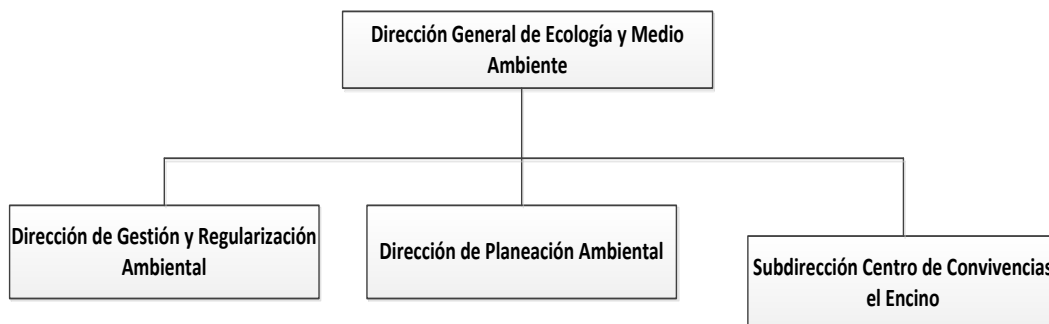 Dirección General de Ecología y Medio
Ambiente
Dirección de Gestión y Regularización
Ambiental
Dirección de Planeación Ambiental
Subdirección Centro de Convivencias
el Encino